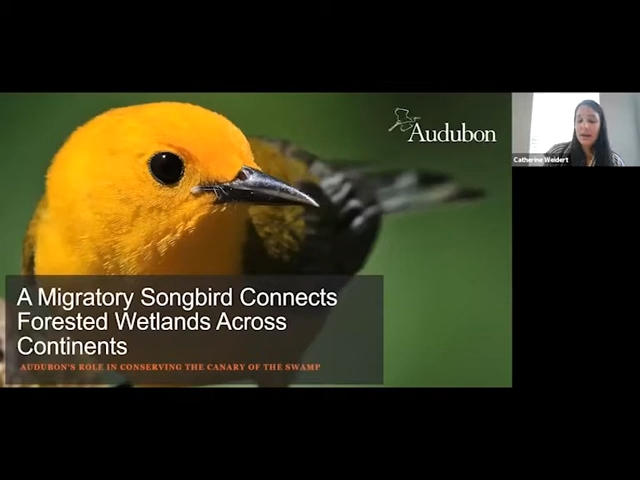 Audubon
Catherine Weidert
A Migratory Songbird Connects
Forested Wetlands Across
Continents
AUDUBON'S ROLE IN CONSERVING THE CANARY OF THE SWAMP